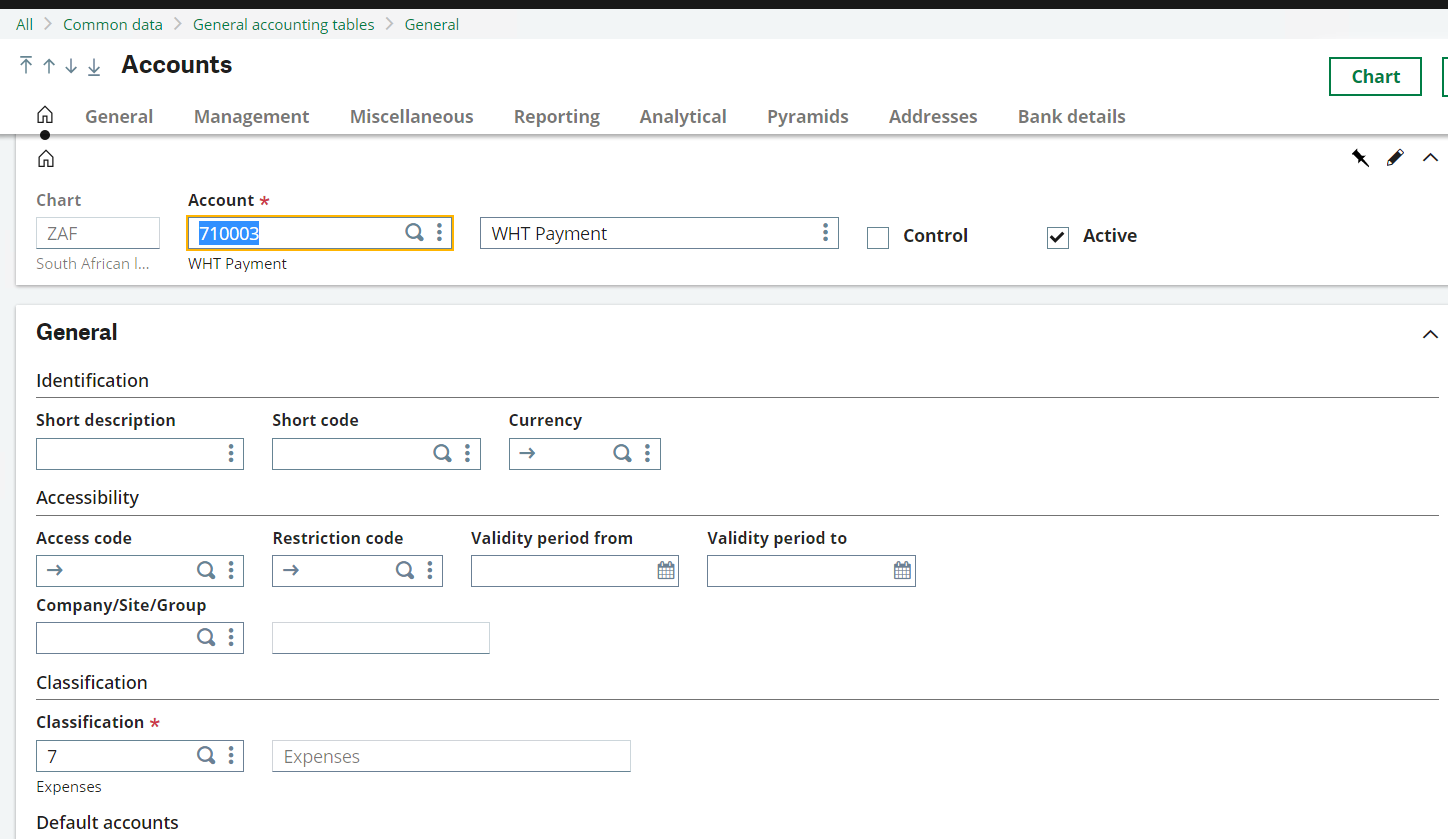 All > Common data > General accounting tables > General
Accounts
Chart
General Management Miscellaneous Reporting Analytical Pyramids Addresses Bank details
Chart Account *
ZAF 710003 WHT Payment Control Active
South African l... WHT Payment
General
Identification
Short description Short code Currency
Accessibility
Access code Restriction code Validity period from Validity period to
Company/Site/Group
Classification
Classification *
7 Expenses
Expenses
Default accounts